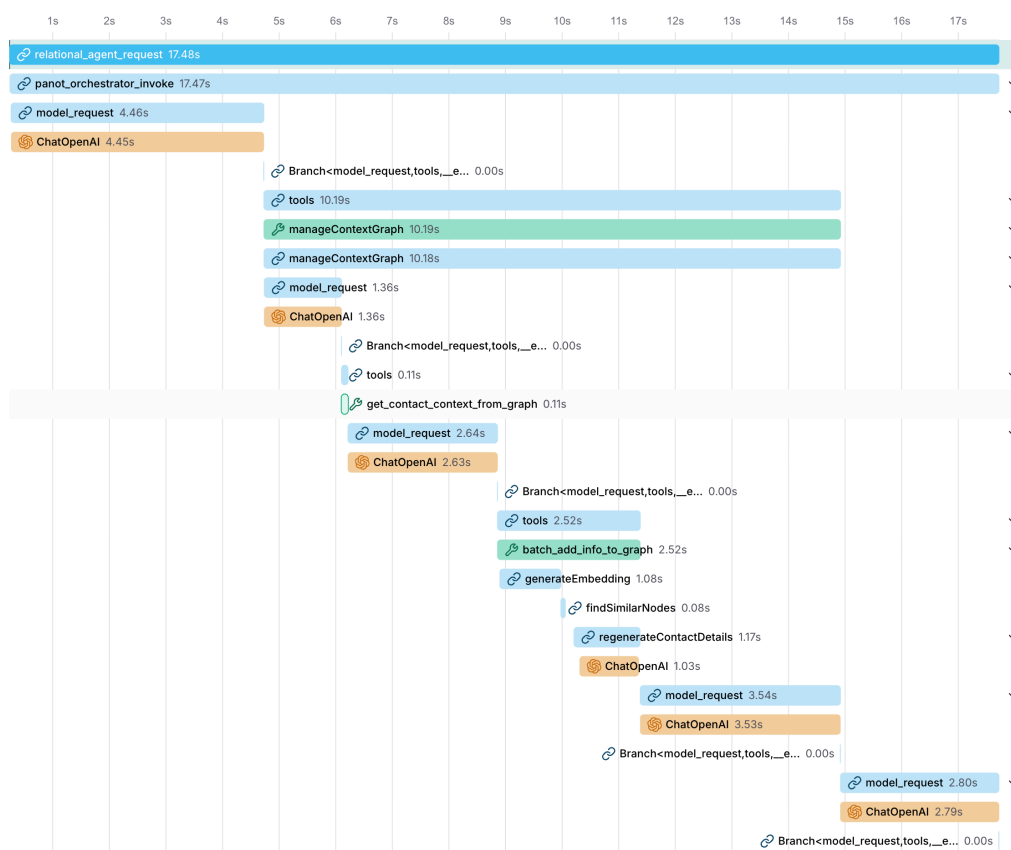 1s 2s 3s 4s 5s 6s 7s 8s 9s 10s 11s 12s 13s 14s 15s 16s 17s
relational_agent_request 17.48s
panot_orchestrator_invoke 17.47s
model_request 4.46s
ChatOpenAI 4.45s
Branch<model_request,tools,__e... 0.00s
tools 10.19s
manageContextGraph 10.19s
manageContextGraph 10.18s
model_request 1.36s
ChatOpenAI 1.36s
Branch<model_request,tools,__e... 0.00s
tools 0.11s
get_contact_context_from_graph 0.11s
model_request 2.64s
ChatOpenAI 2.63s
Branch<model_request,tools,__e... 0.00s
tools 2.52s
batch_add_info_to_graph 2.52s
generateEmbedding 1.08s
findSimilarNodes 0.08s
regenerateContactDetails 1.17s
ChatOpenAI 1.03s
model_request 3.54s
ChatOpenAI 3.53s
Branch<model_request,tools,__e... 0.00s
model_request 2.80s
ChatOpenAI 2.79s
Branch<model_request,tools,__e... 0.00s